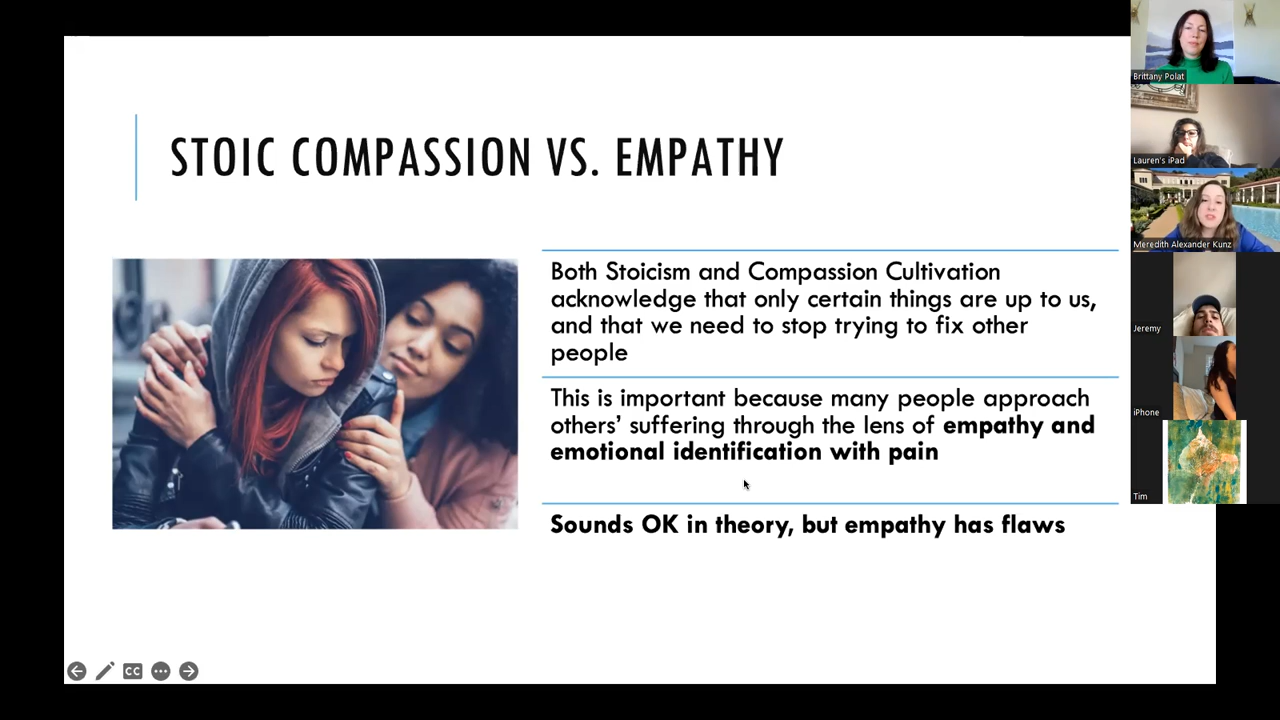 STOIC COMPASSION VS. EMPATHY
Both Stoicism and Compassion Cultivation
acknowledge that only certain things are up to us,
and that we need to stop trying to fix other
people
This is important because many people approach
others’ suffering through the lens of empathy and
emotional identification with pain
Sounds OK in theory, but empathy has flaws
CC
Brittany Polat
Lauren's iPad
Meredith Alexander Kunz
Jeremy
iPhone
Tim